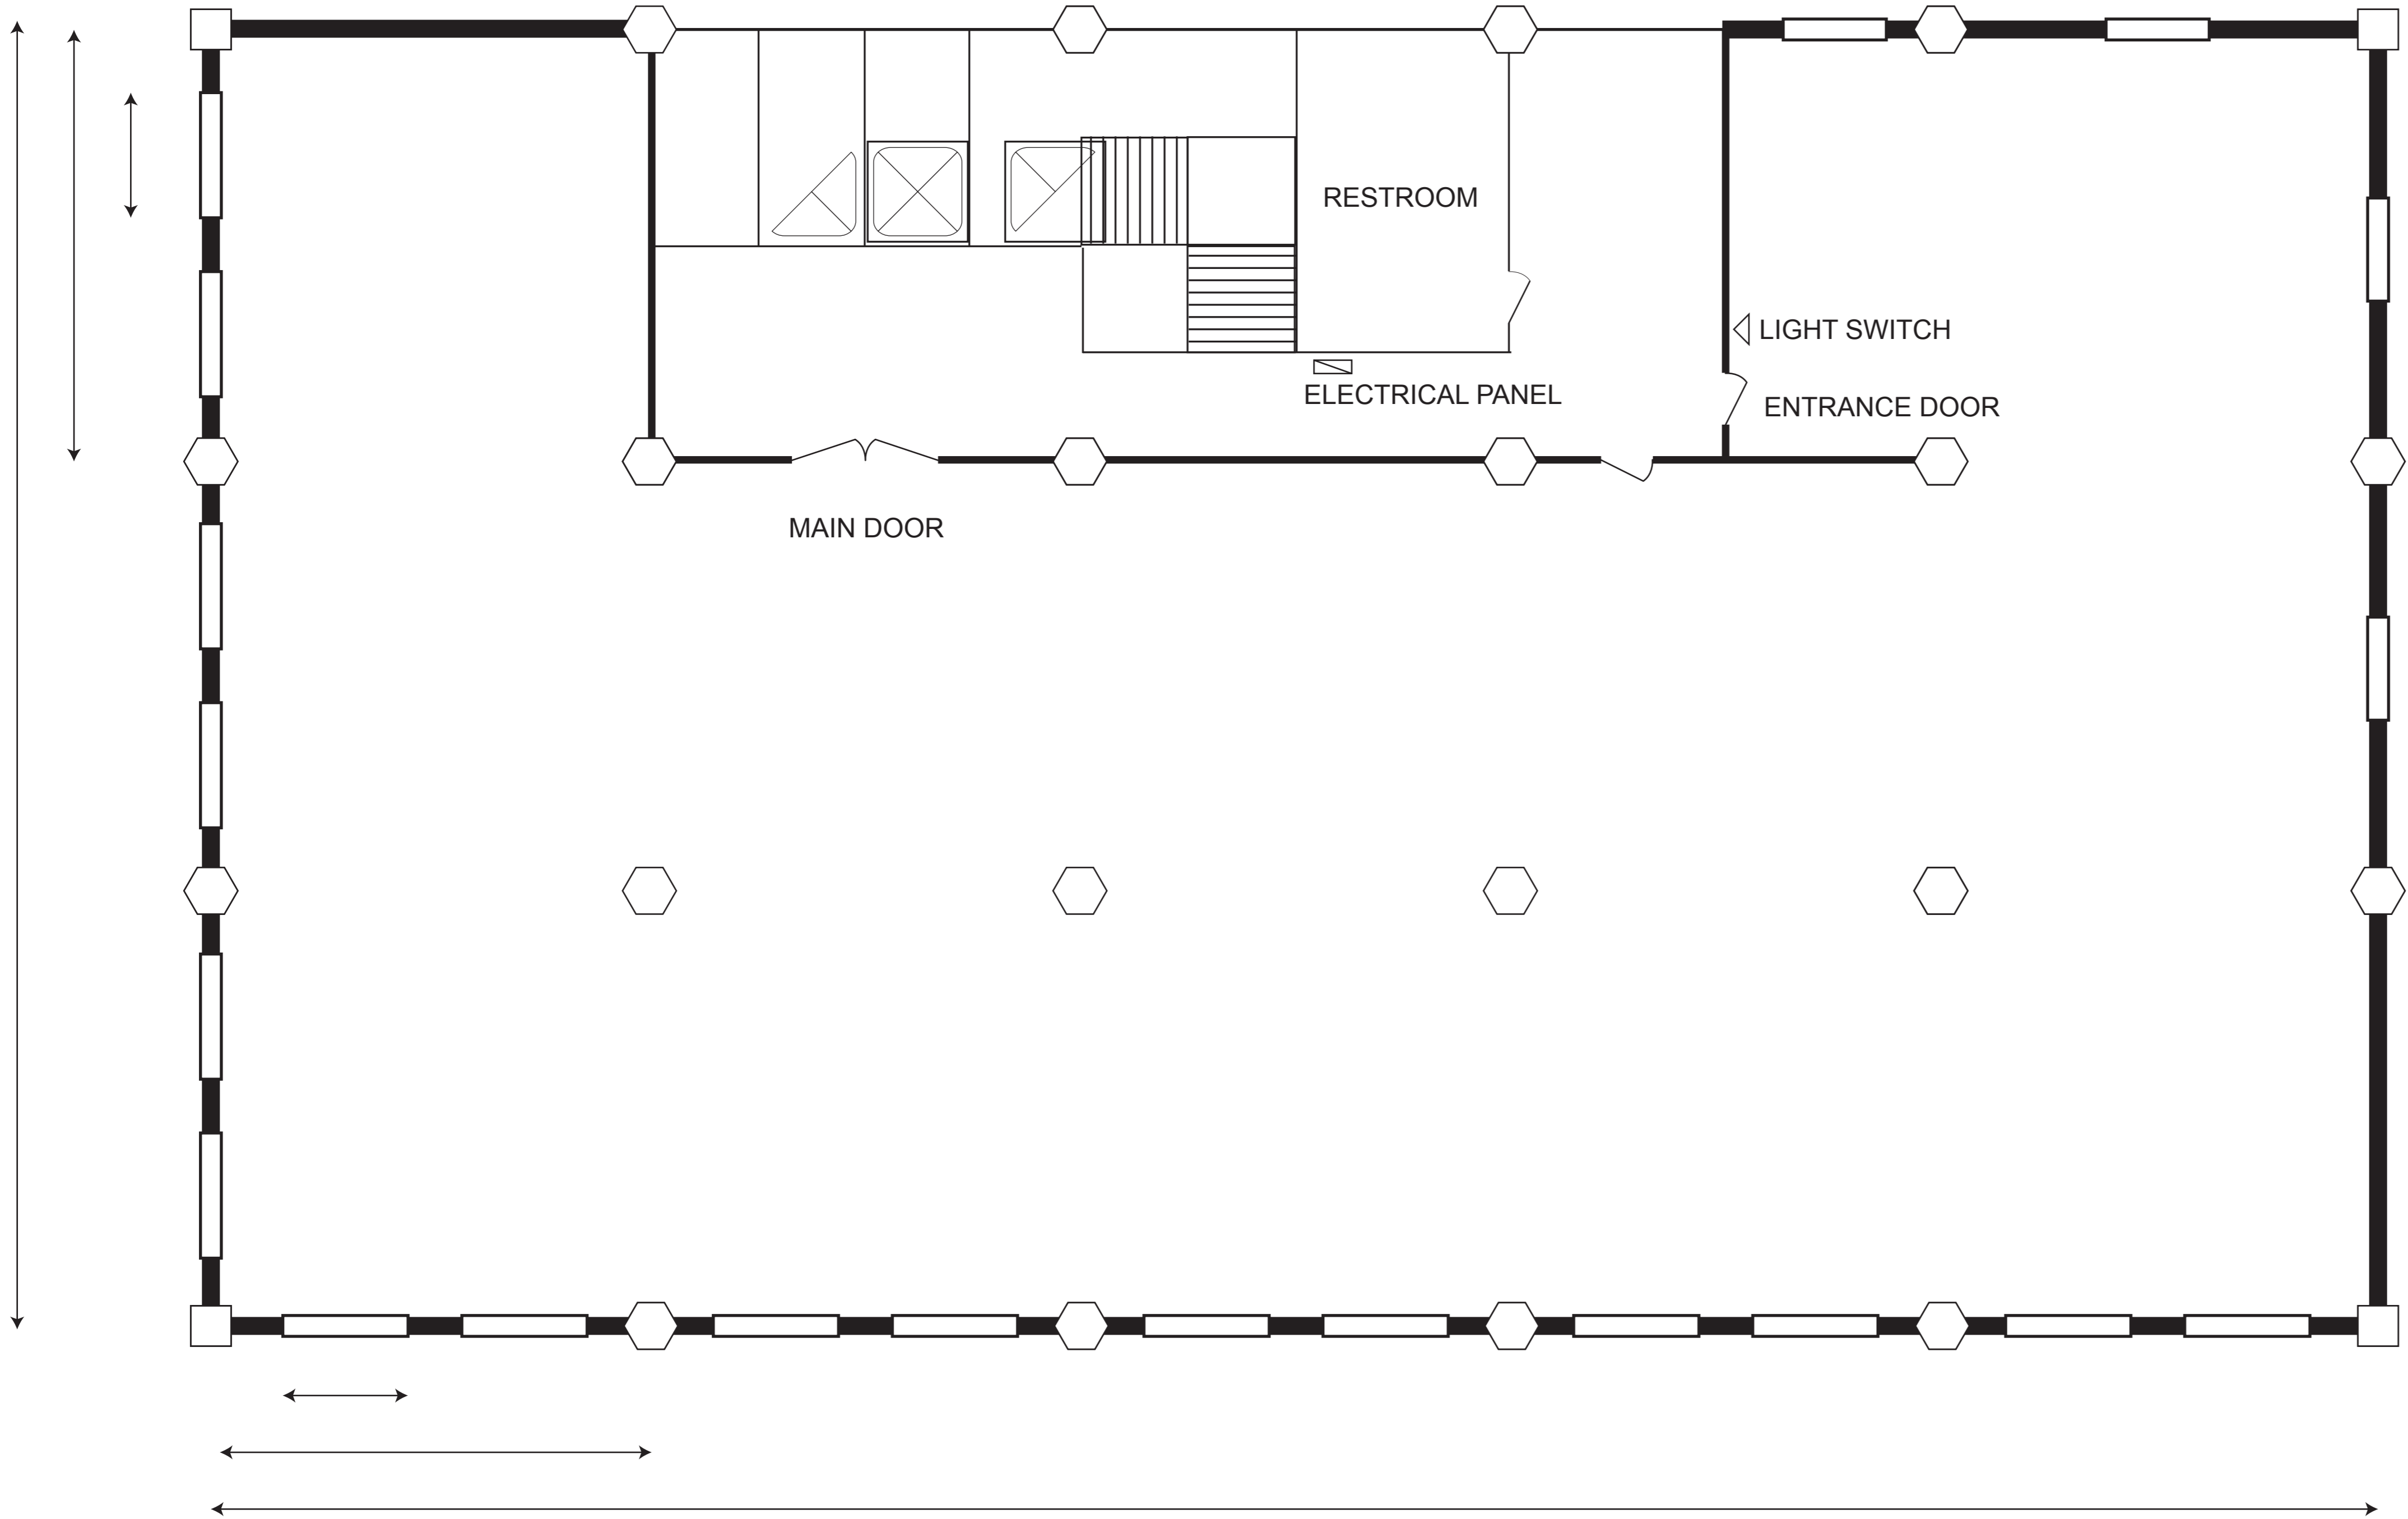 RESTROOM
LIGHT SWITCH
ELECTRICAL PANEL
ENTRANCE DOOR
MAIN DOOR